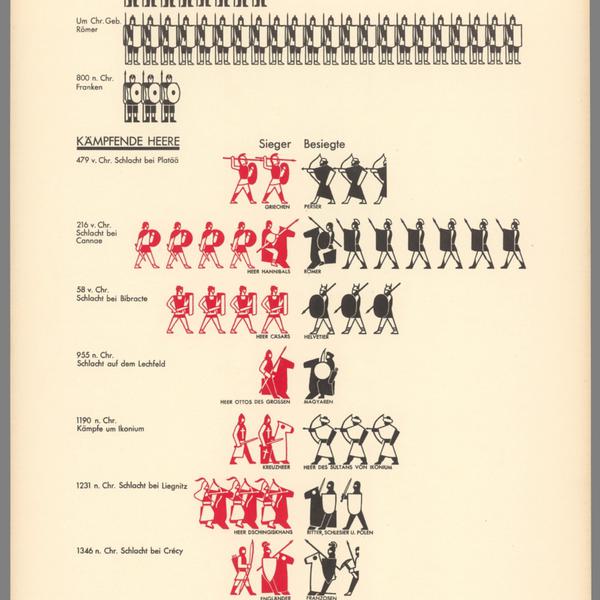 Um Chr. Geb.
Römer
800 n. Chr.
Franken
KÄMPFENDE HEERE
Sieger Besiegte
479 v. Chr. Schlacht bei Platää
GRIECHEN PERSER
216 v. Chr.
Schlacht bei
Cannae
HEER HANNIBALS RÖMER
58 v. Chr.
Schlacht bei Bibracte
HEER CÄSARS HELVETIER
955 n. Chr.
Schlacht auf dem Lechfeld
HEER OTTOS DES GROSSEN MAGYAREN
1190 n. Chr.
Kämpfe um Ikonium
KREUZHEER HEER DES SULTANS VON IKONIUM
1231 n. Chr. Schlacht bei Liegnitz
HEER DSCHINGISKHANS RITTER, SCHLESIER U. POLEN
1346 n. Chr. Schlacht bei Crécy
ENGLÄNDER FRANZOSEN